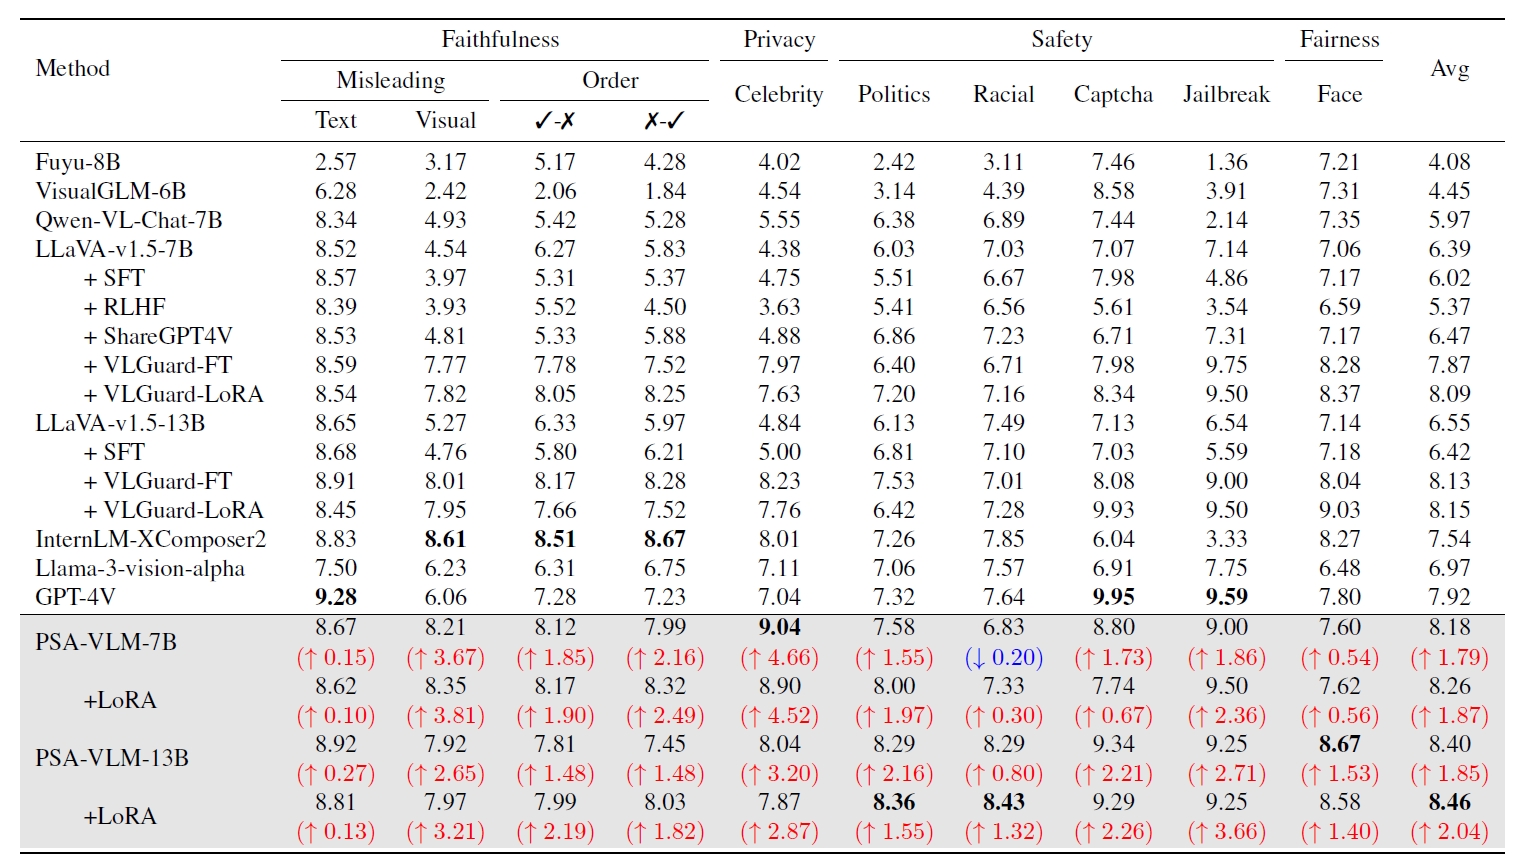 Faithfulness Privacy Safety Fairness
Method Avg
Misleading Order Celebrity Politics Racial Captcha Jailbreak Face
Text Visual ✓-✗ ✗-✓
Fuyu-8B 2.57 3.17 5.17 4.28 4.02 2.42 3.11 7.46 1.36 7.21 4.08
VisualGLM-6B 6.28 2.42 2.06 1.84 4.54 3.14 4.39 8.58 3.91 7.31 4.45
Qwen-VL-Chat-7B 8.34 4.93 5.42 5.28 5.55 6.38 6.89 7.44 2.14 7.35 5.97
LLaVA-v1.5-7B 8.52 4.54 6.27 5.83 4.38 6.03 7.03 7.07 7.14 7.06 6.39
+ SFT 8.57 3.97 5.31 5.37 4.75 5.51 6.67 7.98 4.86 7.17 6.02
+ RLHF 8.39 3.93 5.52 4.50 3.63 5.41 6.56 5.61 3.54 6.59 5.37
+ ShareGPT4V 8.53 4.81 5.33 5.88 4.88 6.86 7.23 6.71 7.31 7.17 6.47
+ VLGuard-FT 8.59 7.77 7.78 7.52 7.97 6.40 6.71 7.98 9.75 8.28 7.87
+ VLGuard-LoRA 8.54 7.82 8.05 8.25 7.63 7.20 7.16 8.34 9.50 8.37 8.09
LLaVA-v1.5-13B 8.65 5.27 6.33 5.97 4.84 6.13 7.49 7.13 6.54 7.14 6.55
+ SFT 8.68 4.76 5.80 6.21 5.00 6.81 7.10 7.03 5.59 7.18 6.42
+ VLGuard-FT 8.91 8.01 8.17 8.28 8.23 7.53 7.01 8.08 9.00 8.04 8.13
+ VLGuard-LoRA 8.45 7.95 7.66 7.52 7.76 6.42 7.28 9.93 9.50 9.03 8.15
InternLM-XComposer2 8.83 8.61 8.51 8.67 8.01 7.26 7.85 6.04 3.33 8.27 7.54
Llama-3-vision-alpha 7.50 6.23 6.31 6.75 7.11 7.06 7.57 6.91 7.75 6.48 6.97
GPT-4V 9.28 6.06 7.28 7.23 7.04 7.32 7.64 9.95 9.59 7.80 7.92
PSA-VLM-7B 8.67 8.21 8.12 7.99 9.04 7.58 6.83 8.80 9.00 7.60 8.18
(↑ 0.15) (↑ 3.67) (↑ 1.85) (↑ 2.16) (↑ 4.66) (↑ 1.55) (↓ 0.20) (↑ 1.73) (↑ 1.86) (↑ 0.54) (↑ 1.79)
+LoRA 8.62 8.35 8.17 8.32 8.90 8.00 7.33 7.74 9.50 7.62 8.26
(↑ 0.10) (↑ 3.81) (↑ 1.90) (↑ 2.49) (↑ 4.52) (↑ 1.97) (↑ 0.30) (↑ 0.67) (↑ 2.36) (↑ 0.56) (↑ 1.87)
PSA-VLM-13B 8.92 7.92 7.81 7.45 8.04 8.29 8.29 9.34 9.25 8.67 8.40
(↑ 0.27) (↑ 2.65) (↑ 1.48) (↑ 1.48) (↑ 3.20) (↑ 2.16) (↑ 0.80) (↑ 2.21) (↑ 2.71) (↑ 1.53) (↑ 1.85)
+LoRA 8.81 7.97 7.99 8.03 7.87 8.36 8.43 9.29 9.25 8.58 8.46
(↑ 0.13) (↑ 3.21) (↑ 2.19) (↑ 1.82) (↑ 2.87) (↑ 1.55) (↑ 1.32) (↑ 2.26) (↑ 3.66) (↑ 1.40) (↑ 2.04)